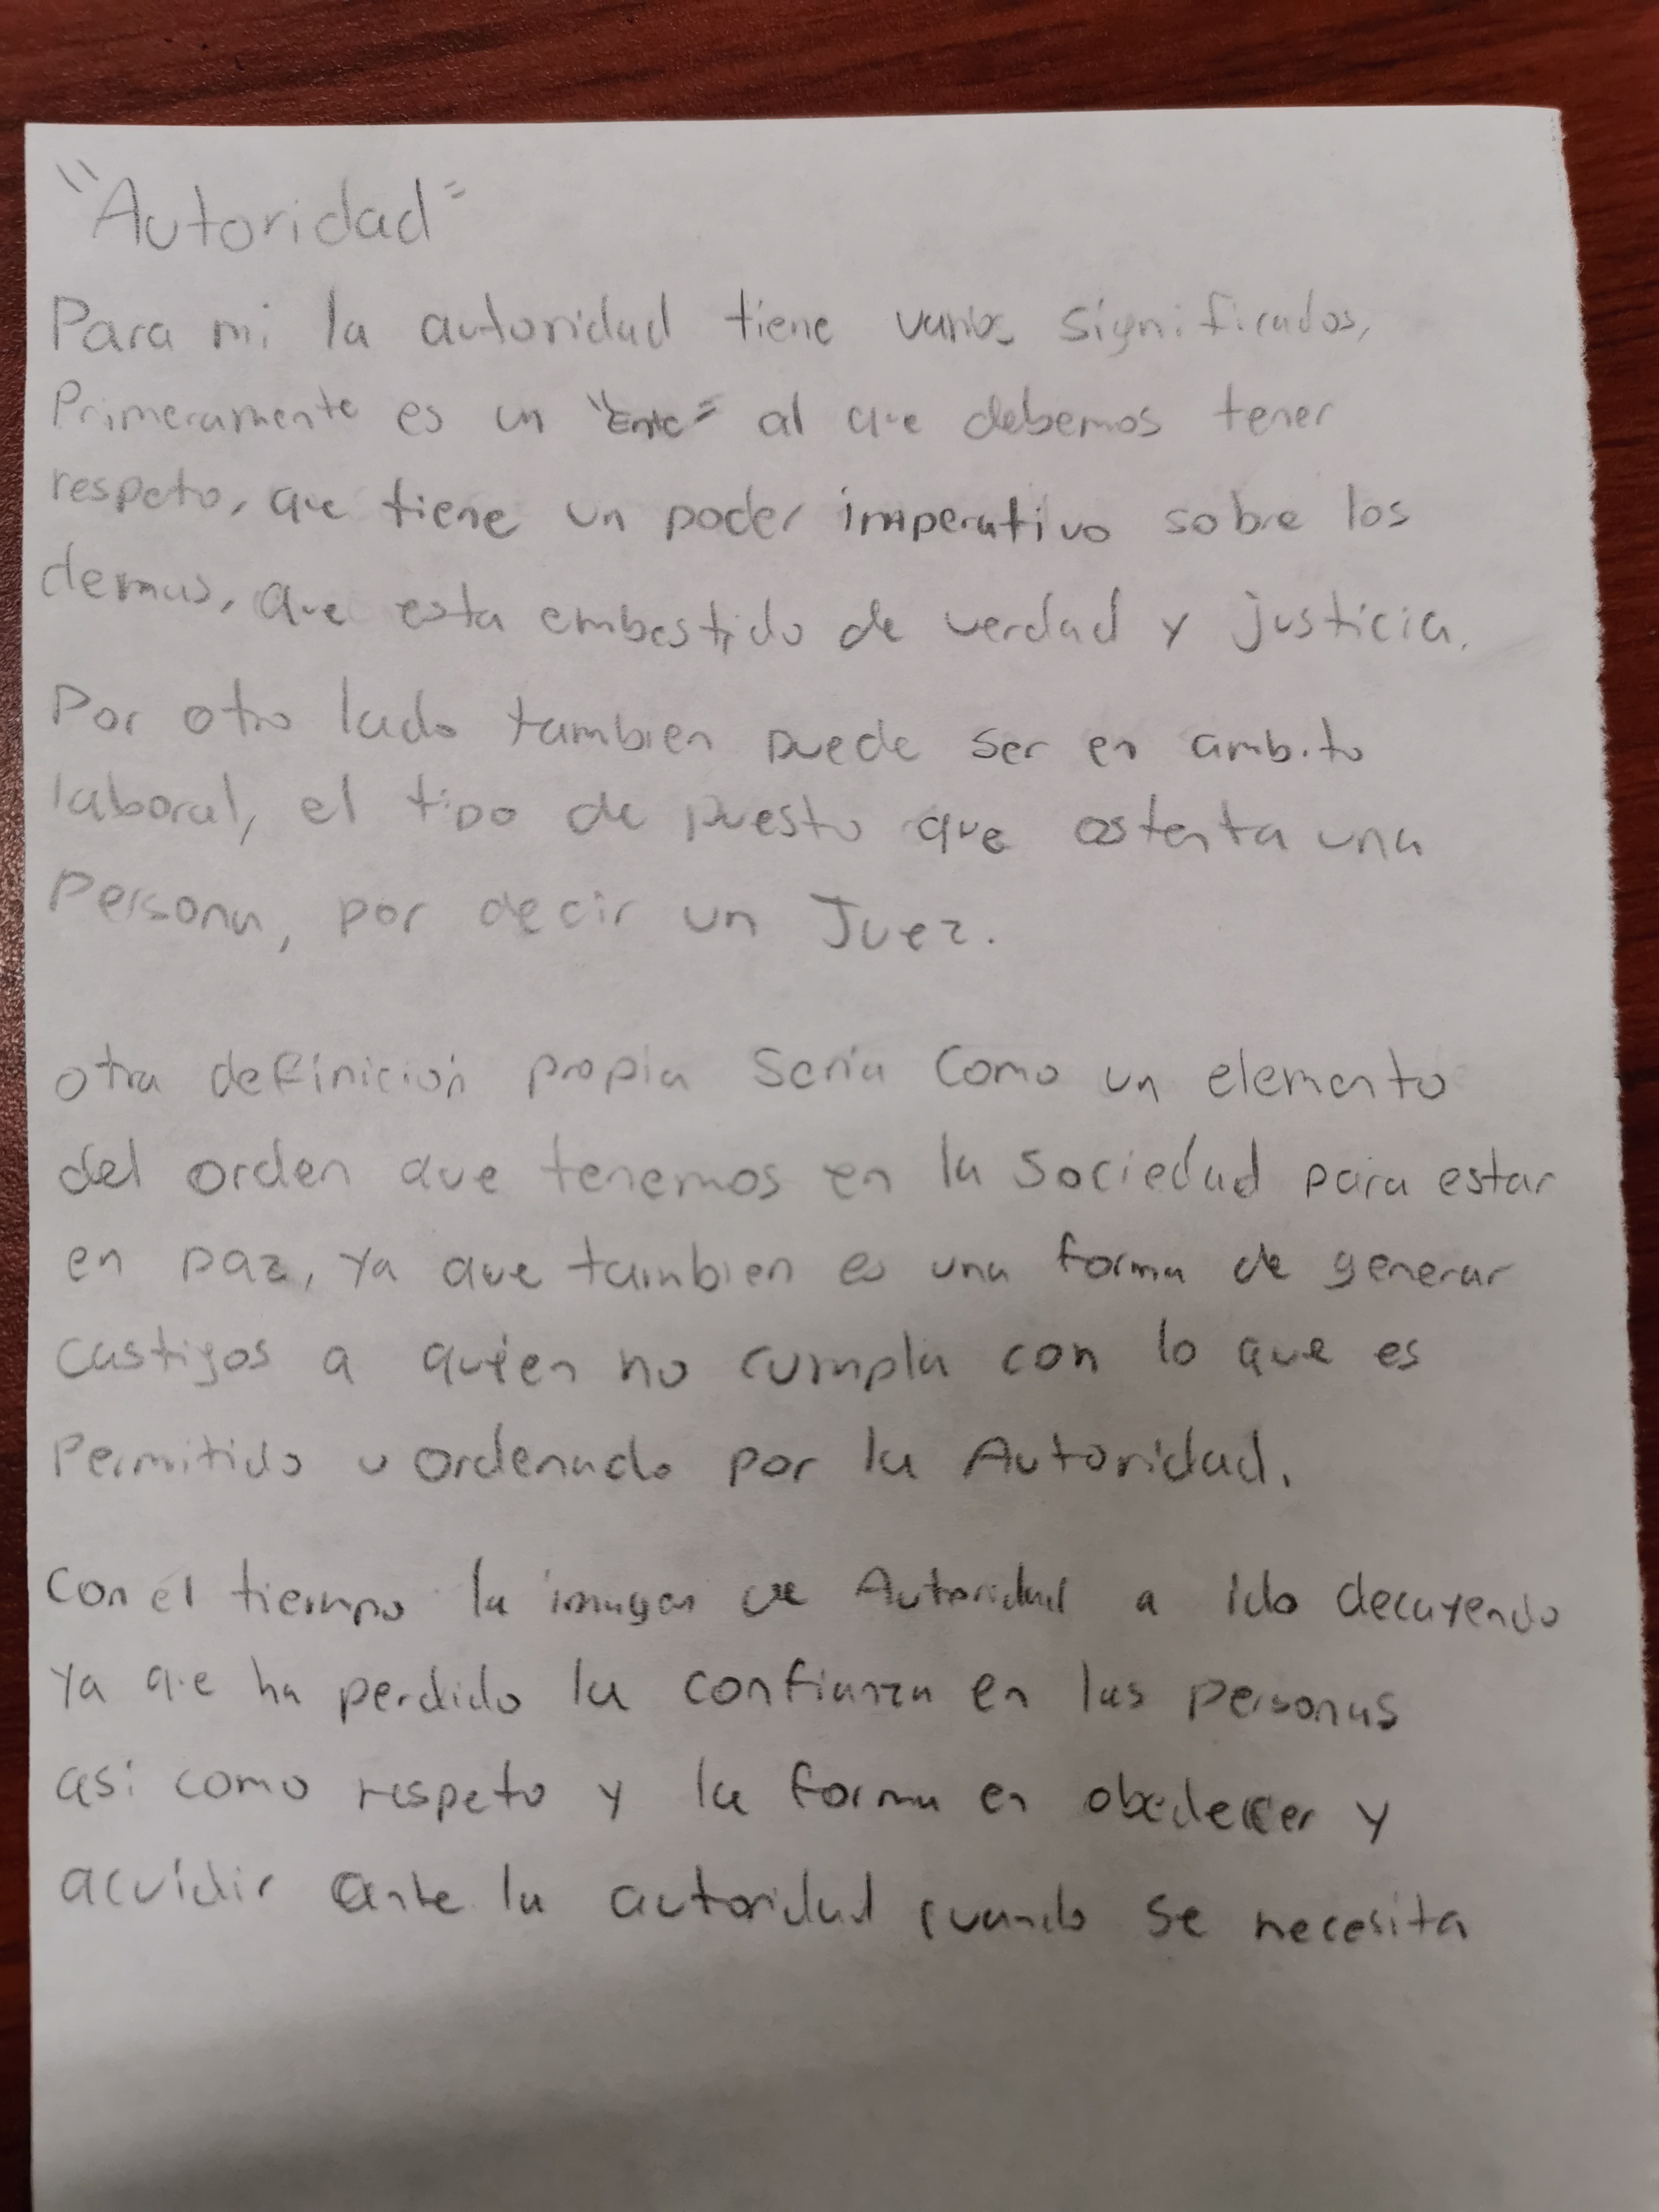 "Autoridad"
Para mi la autoridad tiene varios significados,
Primeramente es un "Ente" al que debemos tener
respeto, que tiene un poder imperativo sobre los
demas, que esta embestido de verdad y justicia.
Por otro lado tambien puede ser en ambito
laboral, el tipo de puesto que ostenta una
Persona, por decir un Juez.
otra definición propia Seria Como un elemento
del orden que tenemos en la Sociedad para estar
en paz, ya que tambien es una forma de generar
castigos a quien no cumpla con lo que es
Permitido u ordenado por la Autoridad.
Con el tiempo la imagen de Autoridad a ido decayendo
ya que ha perdido la confianza en las personas
asi como respeto y la forma en obedecer y
acudir ante la autoridad cuando se necesita